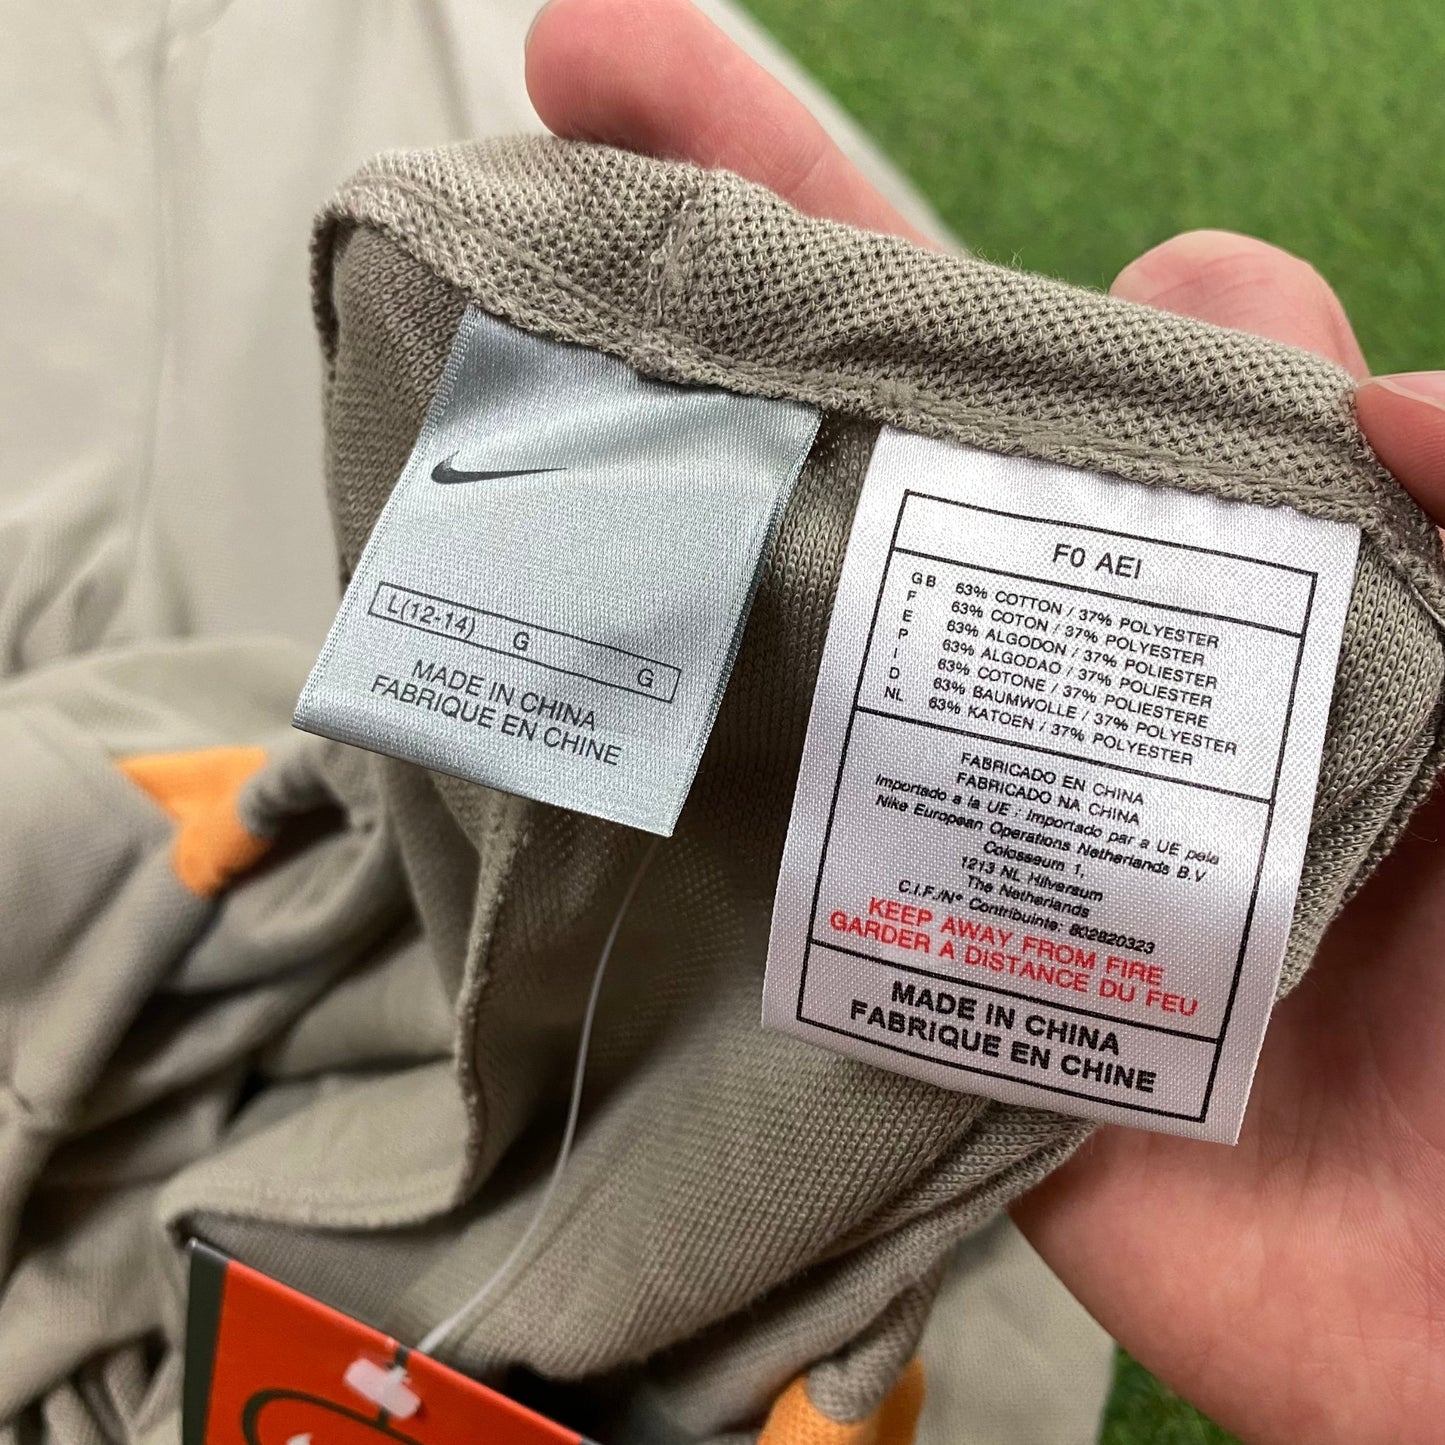 L(12-14) G G
MADE IN CHINA
FABRIQUE EN CHINE
F0 AEI
GB 63% COTTON / 37% POLYESTER
F 63% COTON / 37% POLYESTER
E 63% ALGODON / 37% POLIESTER
P 63% ALGODAO / 37% POLIESTER
I 63% COTONE / 37% POLIESTERE
D 63% BAUMWOLLE / 37% POLYESTER
NL 63% KATOEN / 37% POLYESTER
FABRICADO EN CHINA
FABRICADO NA CHINA
Importado a la UE / Importado par a UE pela
Nike European Operations Netherlands B.V
Colosseum 1,
1213 NL Hilversum
The Netherlands
C.I.F./N° Contribuinte: 802820323
KEEP AWAY FROM FIRE
GARDER A DISTANCE DU FEU
MADE IN CHINA
FABRIQUE EN CHINE